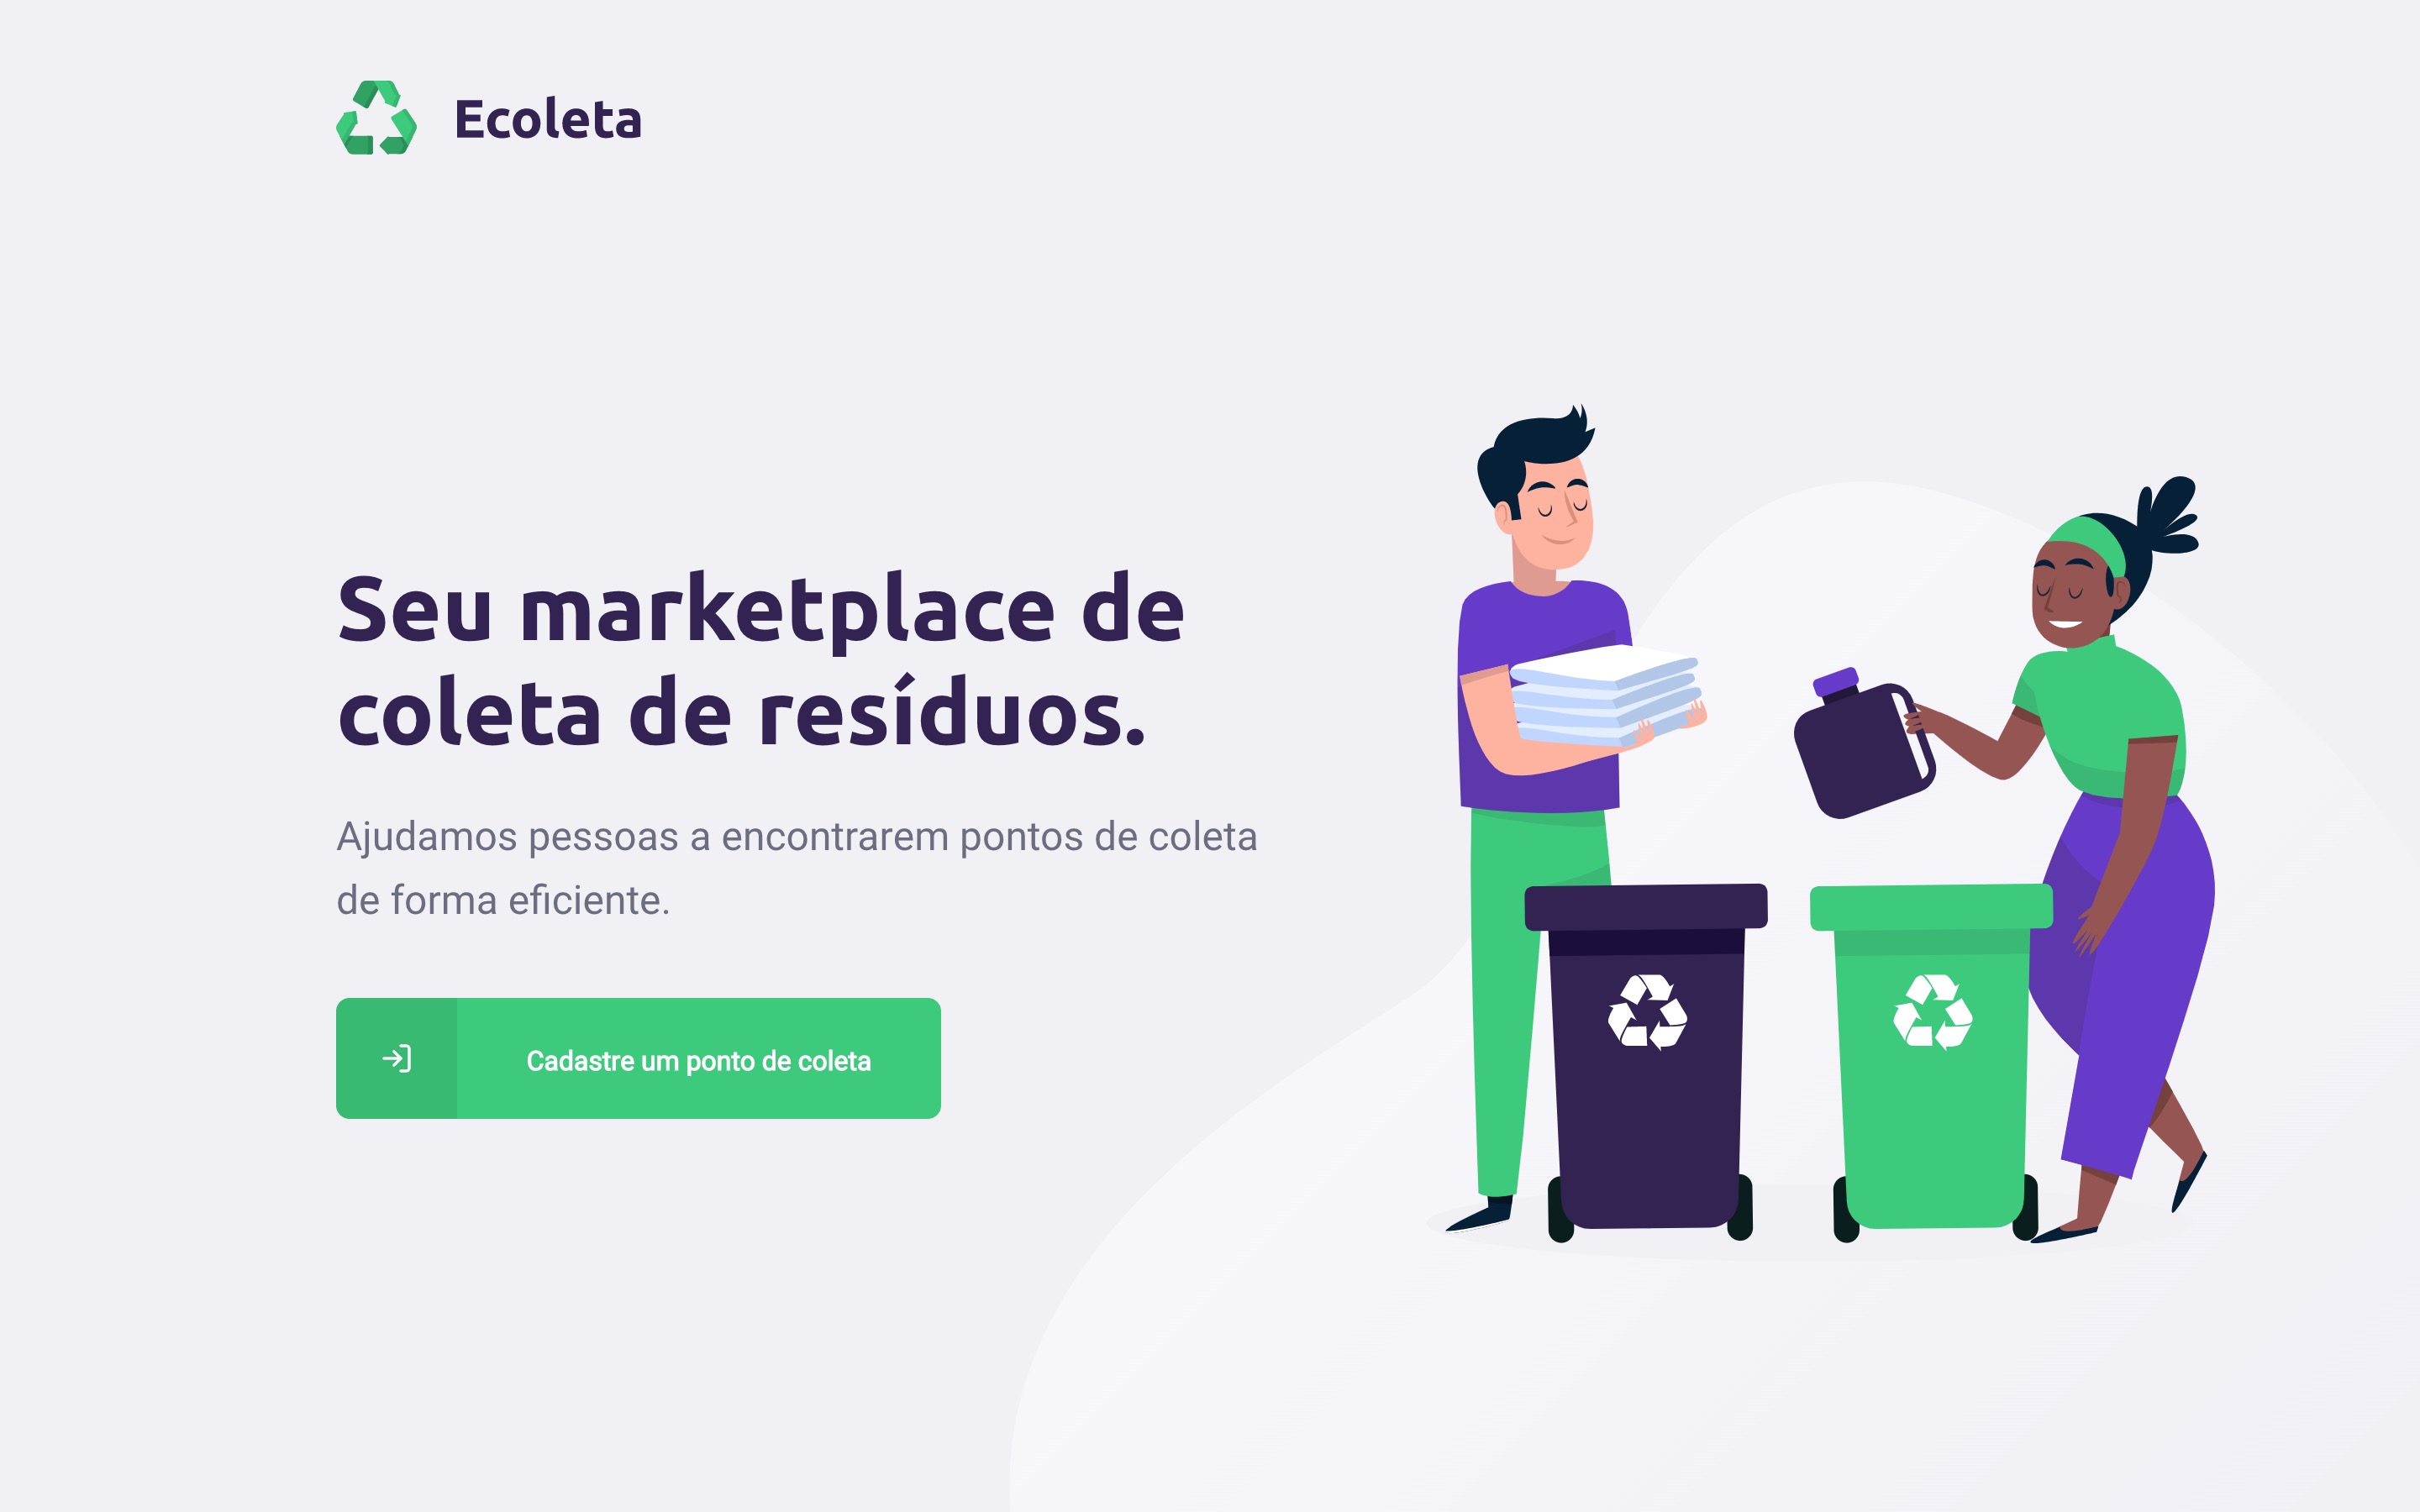 Ecoleta
Seu marketplace de
coleta de resíduos.
Ajudamos pessoas a encontrarem pontos de coleta
de forma eficiente.
Cadastre um ponto de coleta